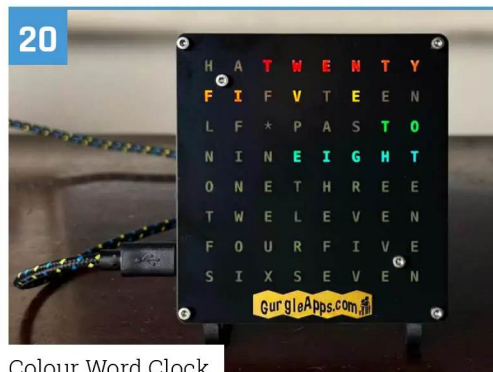 20
H A T W E N T Y
F I F V T E E N
L F * P A S T O
N I N E I G H T
O N E T H R E E
T W E L E V E N
F O U R F I V E
S I X S E V E N
GurgleApps.com
Colour Word Clock